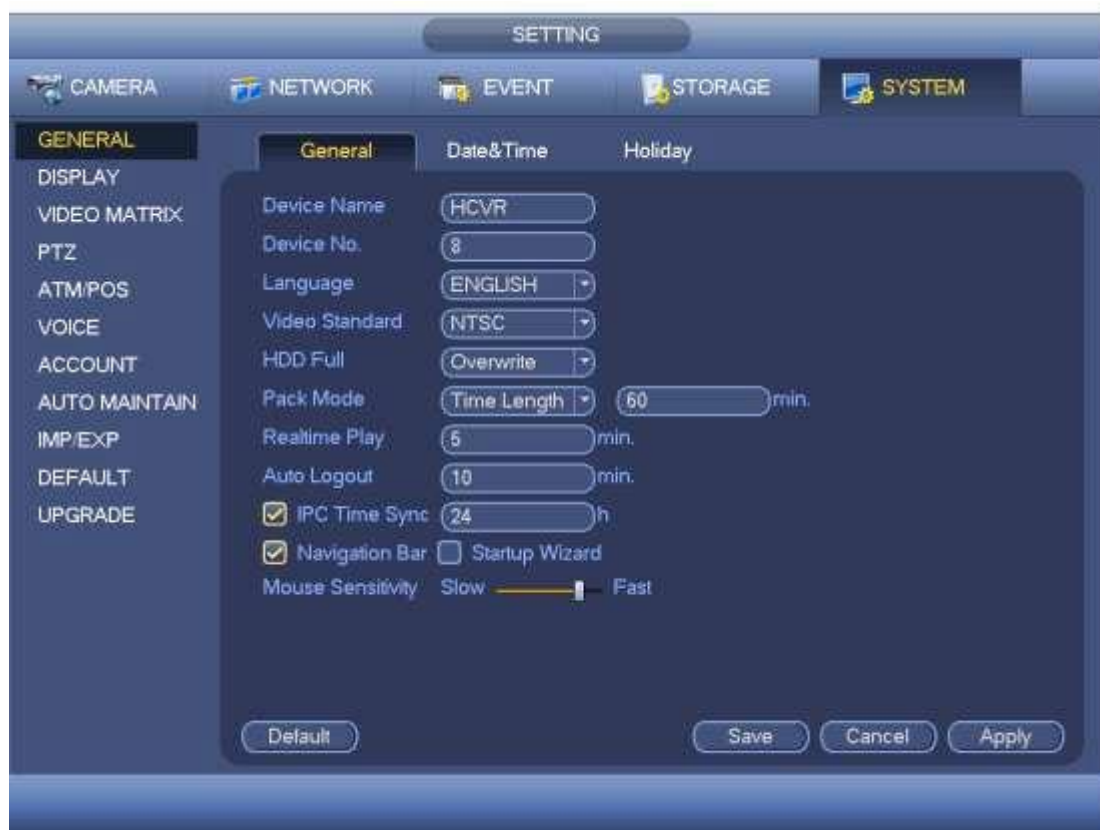 SETTING
CAMERA NETWORK EVENT STORAGE SYSTEM
GENERAL
DISPLAY
VIDEO MATRIX
PTZ
ATM/POS
VOICE
ACCOUNT
AUTO MAINTAIN
IMP/EXP
DEFAULT
UPGRADE
General Date&Time Holiday
Device Name HCVR
Device No. 8
Language ENGLISH
Video Standard NTSC
HDD Full Overwrite
Pack Mode Time Length 60 min.
Realtime Play 5 min.
Auto Logout 10 min.
IPC Time Sync 24 h
Navigation Bar Startup Wizard
Mouse Sensitivity Slow Fast
Default Save Cancel Apply